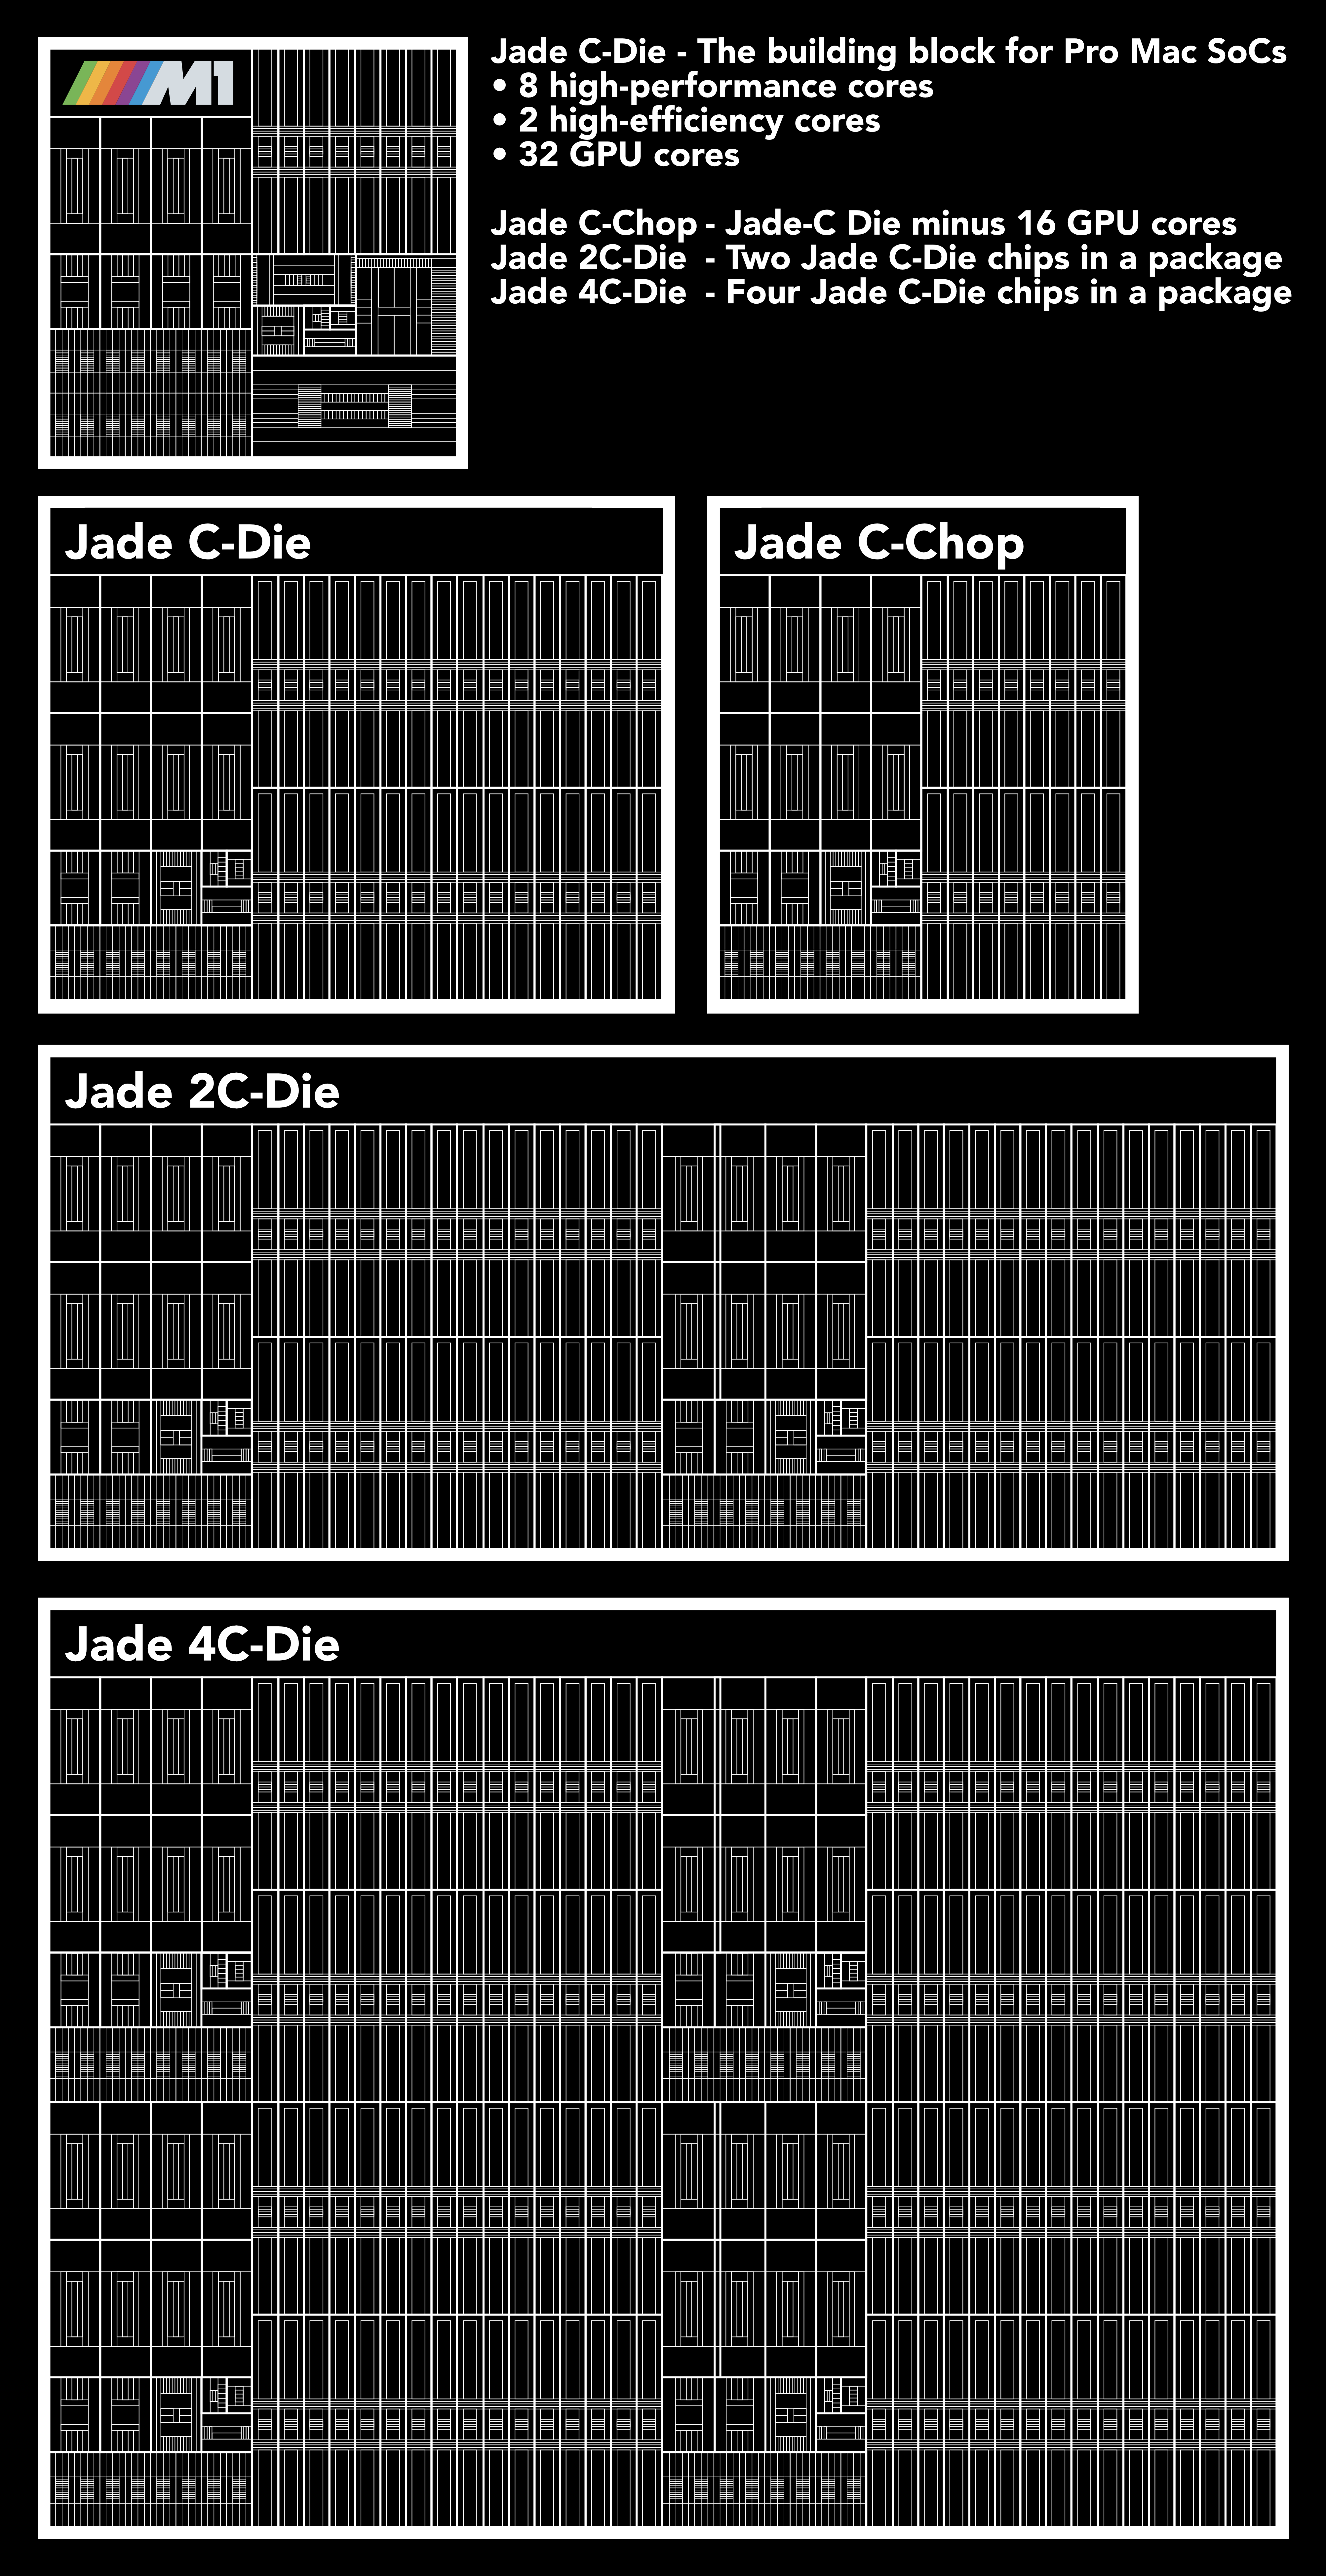 M1
Jade C-Die - The building block for Pro Mac SoCs
• 8 high-performance cores
• 2 high-efficiency cores
• 32 GPU cores
Jade C-Chop - Jade-C Die minus 16 GPU cores
Jade 2C-Die - Two Jade C-Die chips in a package
Jade 4C-Die - Four Jade C-Die chips in a package
Jade C-Die
Jade C-Chop
Jade 2C-Die
Jade 4C-Die